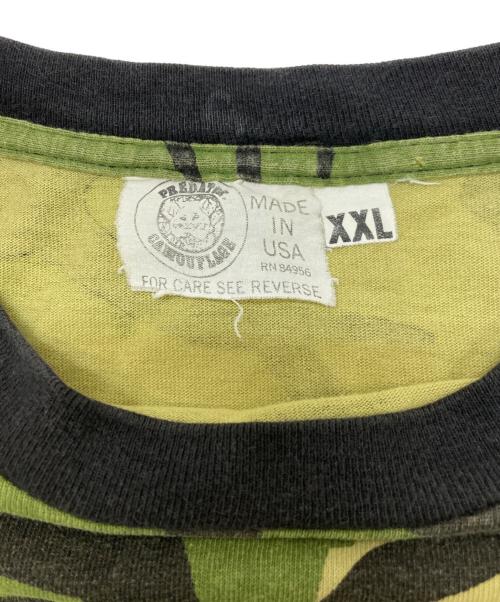 PREDATOR
CAMOUFLAGE
MADE
IN
USA
RN 84956
FOR CARE SEE REVERSE
XXL